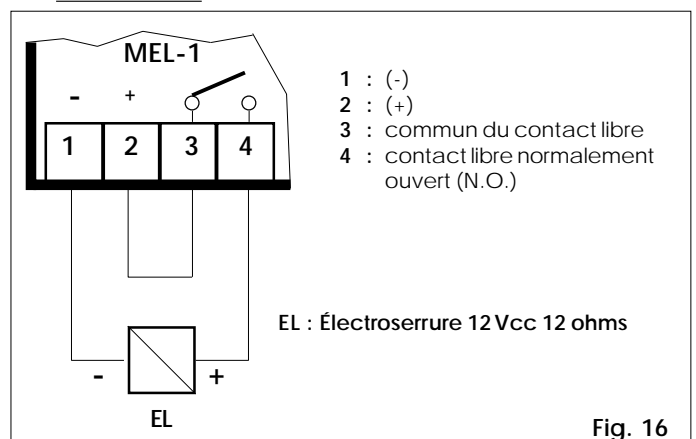 MEL-1
- +
1 2 3 4
1 : (-)
2 : (+)
3 : commun du contact libre
4 : contact libre normalement
ouvert (N.O.)
EL : Électroserrure 12 Vcc 12 ohms
- +
EL
Fig. 16